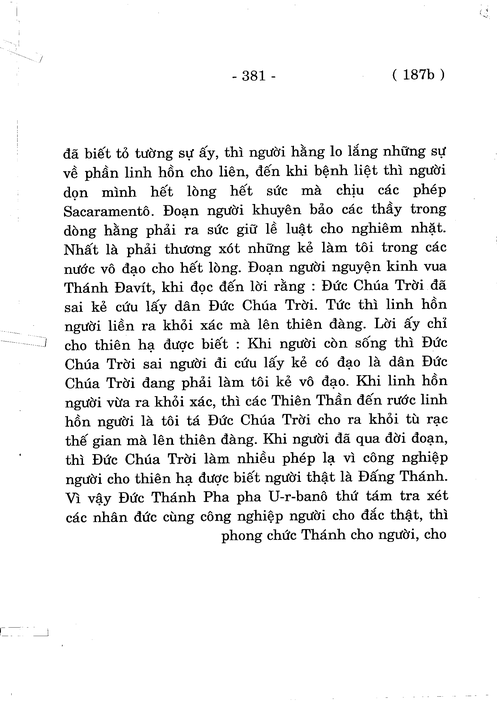 - 381 - ( 187b )
đã biết tỏ tường sự ấy, thì người hằng lo lắng những sự
về phần linh hồn cho liên, đến khi bệnh liệt thì người
dọn mình hết lòng hết sức mà chịu các phép
Sacaramentô. Đoạn người khuyên bảo các thầy trong
dòng hằng phải ra sức giữ lề luật cho nghiêm nhặt.
Nhất là phải thương xót những kẻ làm tôi trong các
nước vô đạo cho hết lòng. Đoạn người nguyện kinh vua
Thánh Đavít, khi đọc đến lời rằng : Đức Chúa Trời đã
sai kẻ cứu lấy dân Đức Chúa Trời. Tức thì linh hồn
người liền ra khỏi xác mà lên thiên đàng. Lời ấy chỉ
cho thiên hạ được biết : Khi người còn sống thì Đức
Chúa Trời sai người đi cứu lấy kẻ có đạo là dân Đức
Chúa Trời đang phải làm tôi kẻ vô đạo. Khi linh hồn
người vừa ra khỏi xác, thì các Thiên Thần đến rước linh
hồn người là tôi tá Đức Chúa Trời cho ra khỏi tù rạc
thế gian mà lên thiên đàng. Khi người đã qua đời đoạn,
thì Đức Chúa Trời làm nhiều phép lạ vì công nghiệp
người cho thiên hạ được biết người thật là Đấng Thánh.
Vì vậy Đức Thánh Pha pha U-r-banô thứ tám tra xét
các nhân đức cùng công nghiệp người cho đắc thật, thì
phong chức Thánh cho người, cho